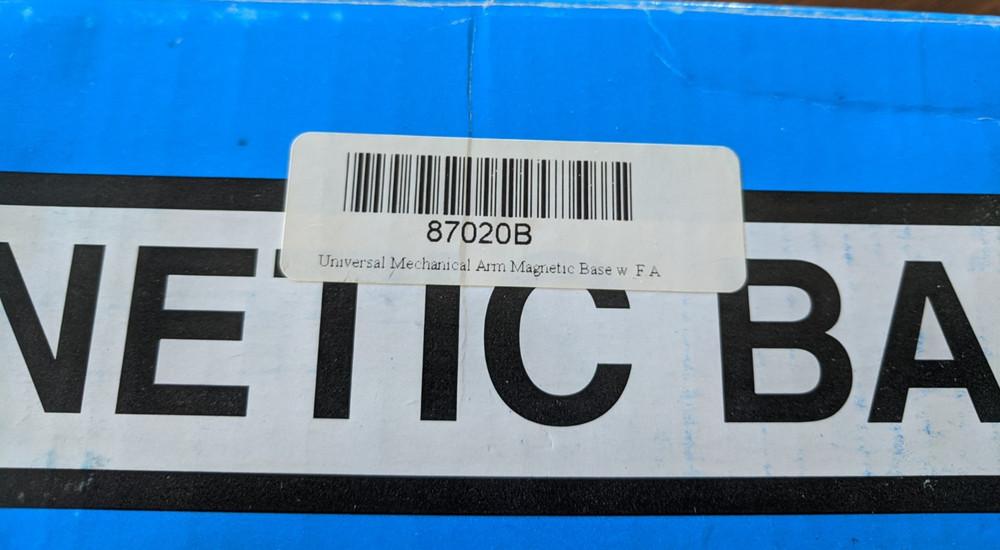 87020B
Universal Mechanical Arm Magnetic Base w F A
NETIC BA